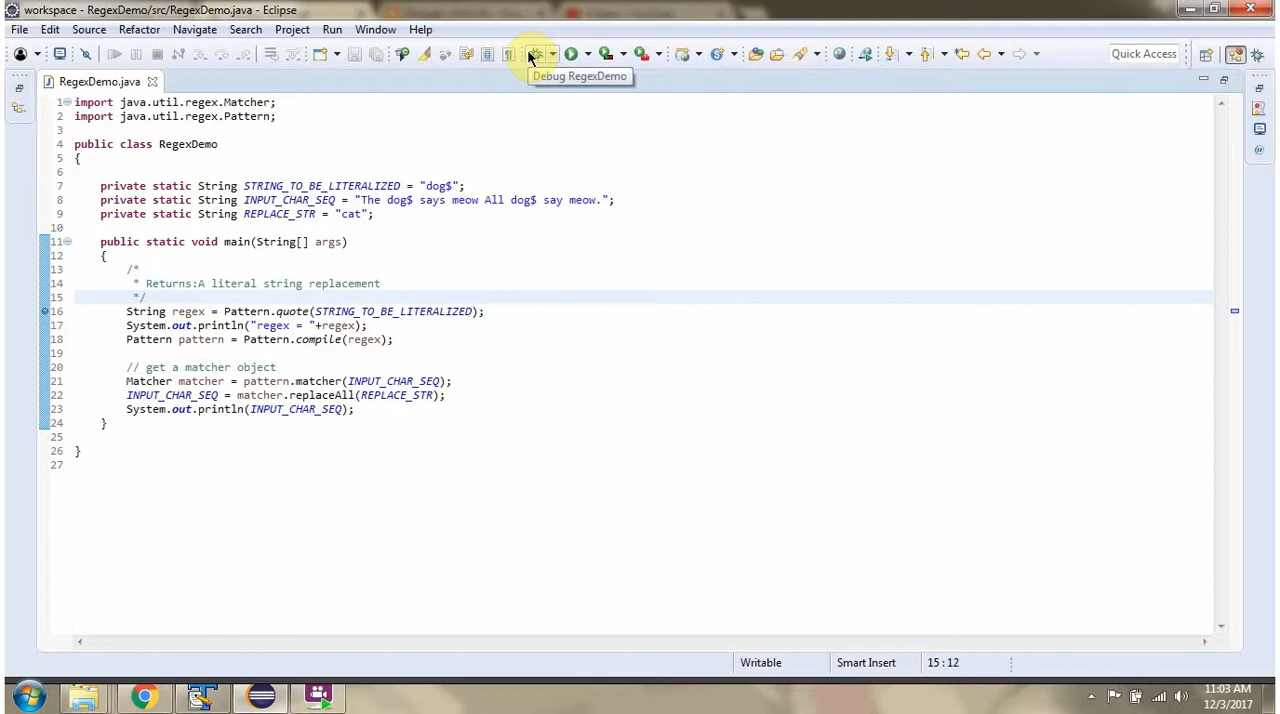 workspace - RegexDemo/src/RegexDemo.java - Eclipse
File Edit Source Refactor Navigate Search Project Run Window Help
Quick Access
Debug RegexDemo
RegexDemo.java
1 import java.util.regex.Matcher;
2 import java.util.regex.Pattern;
3
4 public class RegexDemo
5 {
6
7 private static String STRING_TO_BE_LITERALIZED = "dog$";
8 private static String INPUT_CHAR_SEQ = "The dog$ says meow All dog$ say meow.";
9 private static String REPLACE_STR = "cat";
10
11 public static void main(String[] args)
12 {
13 /*
14 * Returns:A literal string replacement
15 */
16 String regex = Pattern.quote(STRING_TO_BE_LITERALIZED);
17 System.out.println("regex = "+regex);
18 Pattern pattern = Pattern.compile(regex);
19
20 // get a matcher object
21 Matcher matcher = pattern.matcher(INPUT_CHAR_SEQ);
22 INPUT_CHAR_SEQ = matcher.replaceAll(REPLACE_STR);
23 System.out.println(INPUT_CHAR_SEQ);
24 }
25
26 }
27
Writable Smart Insert 15 : 12
11:03 AM
12/3/2017